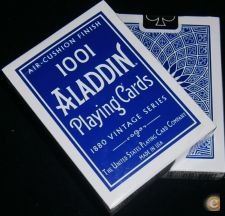 AIR-CUSHION FINISH
1001
ALADDIN
Playing Cards
1880 VINTAGE SERIES
THE UNITED STATES PLAYING CARD COMPANY
MADE IN USA